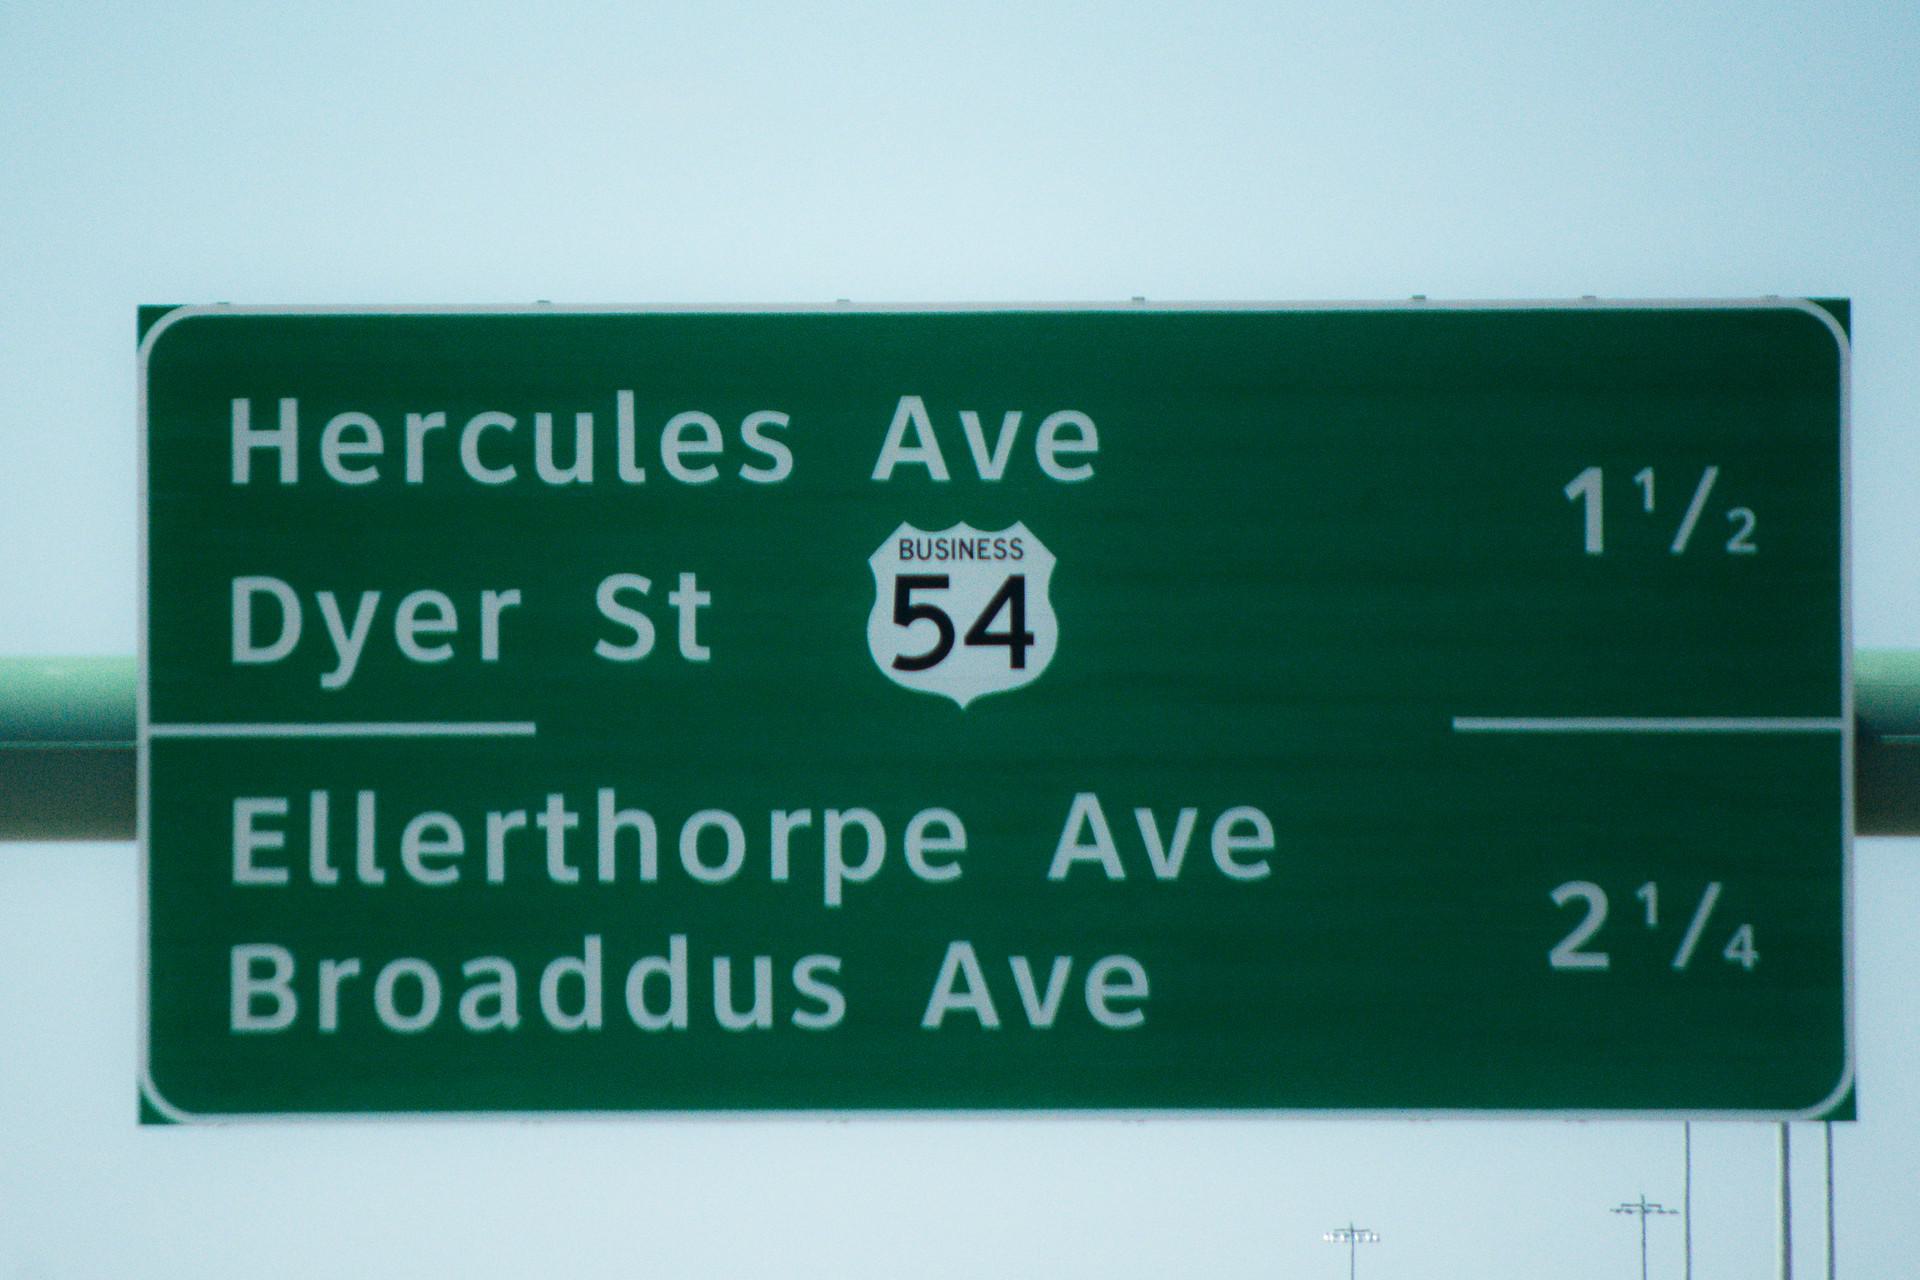 Hercules Ave
1 1/2
Dyer St
BUSINESS
54
Ellerthorpe Ave
2 1/4
Broaddus Ave